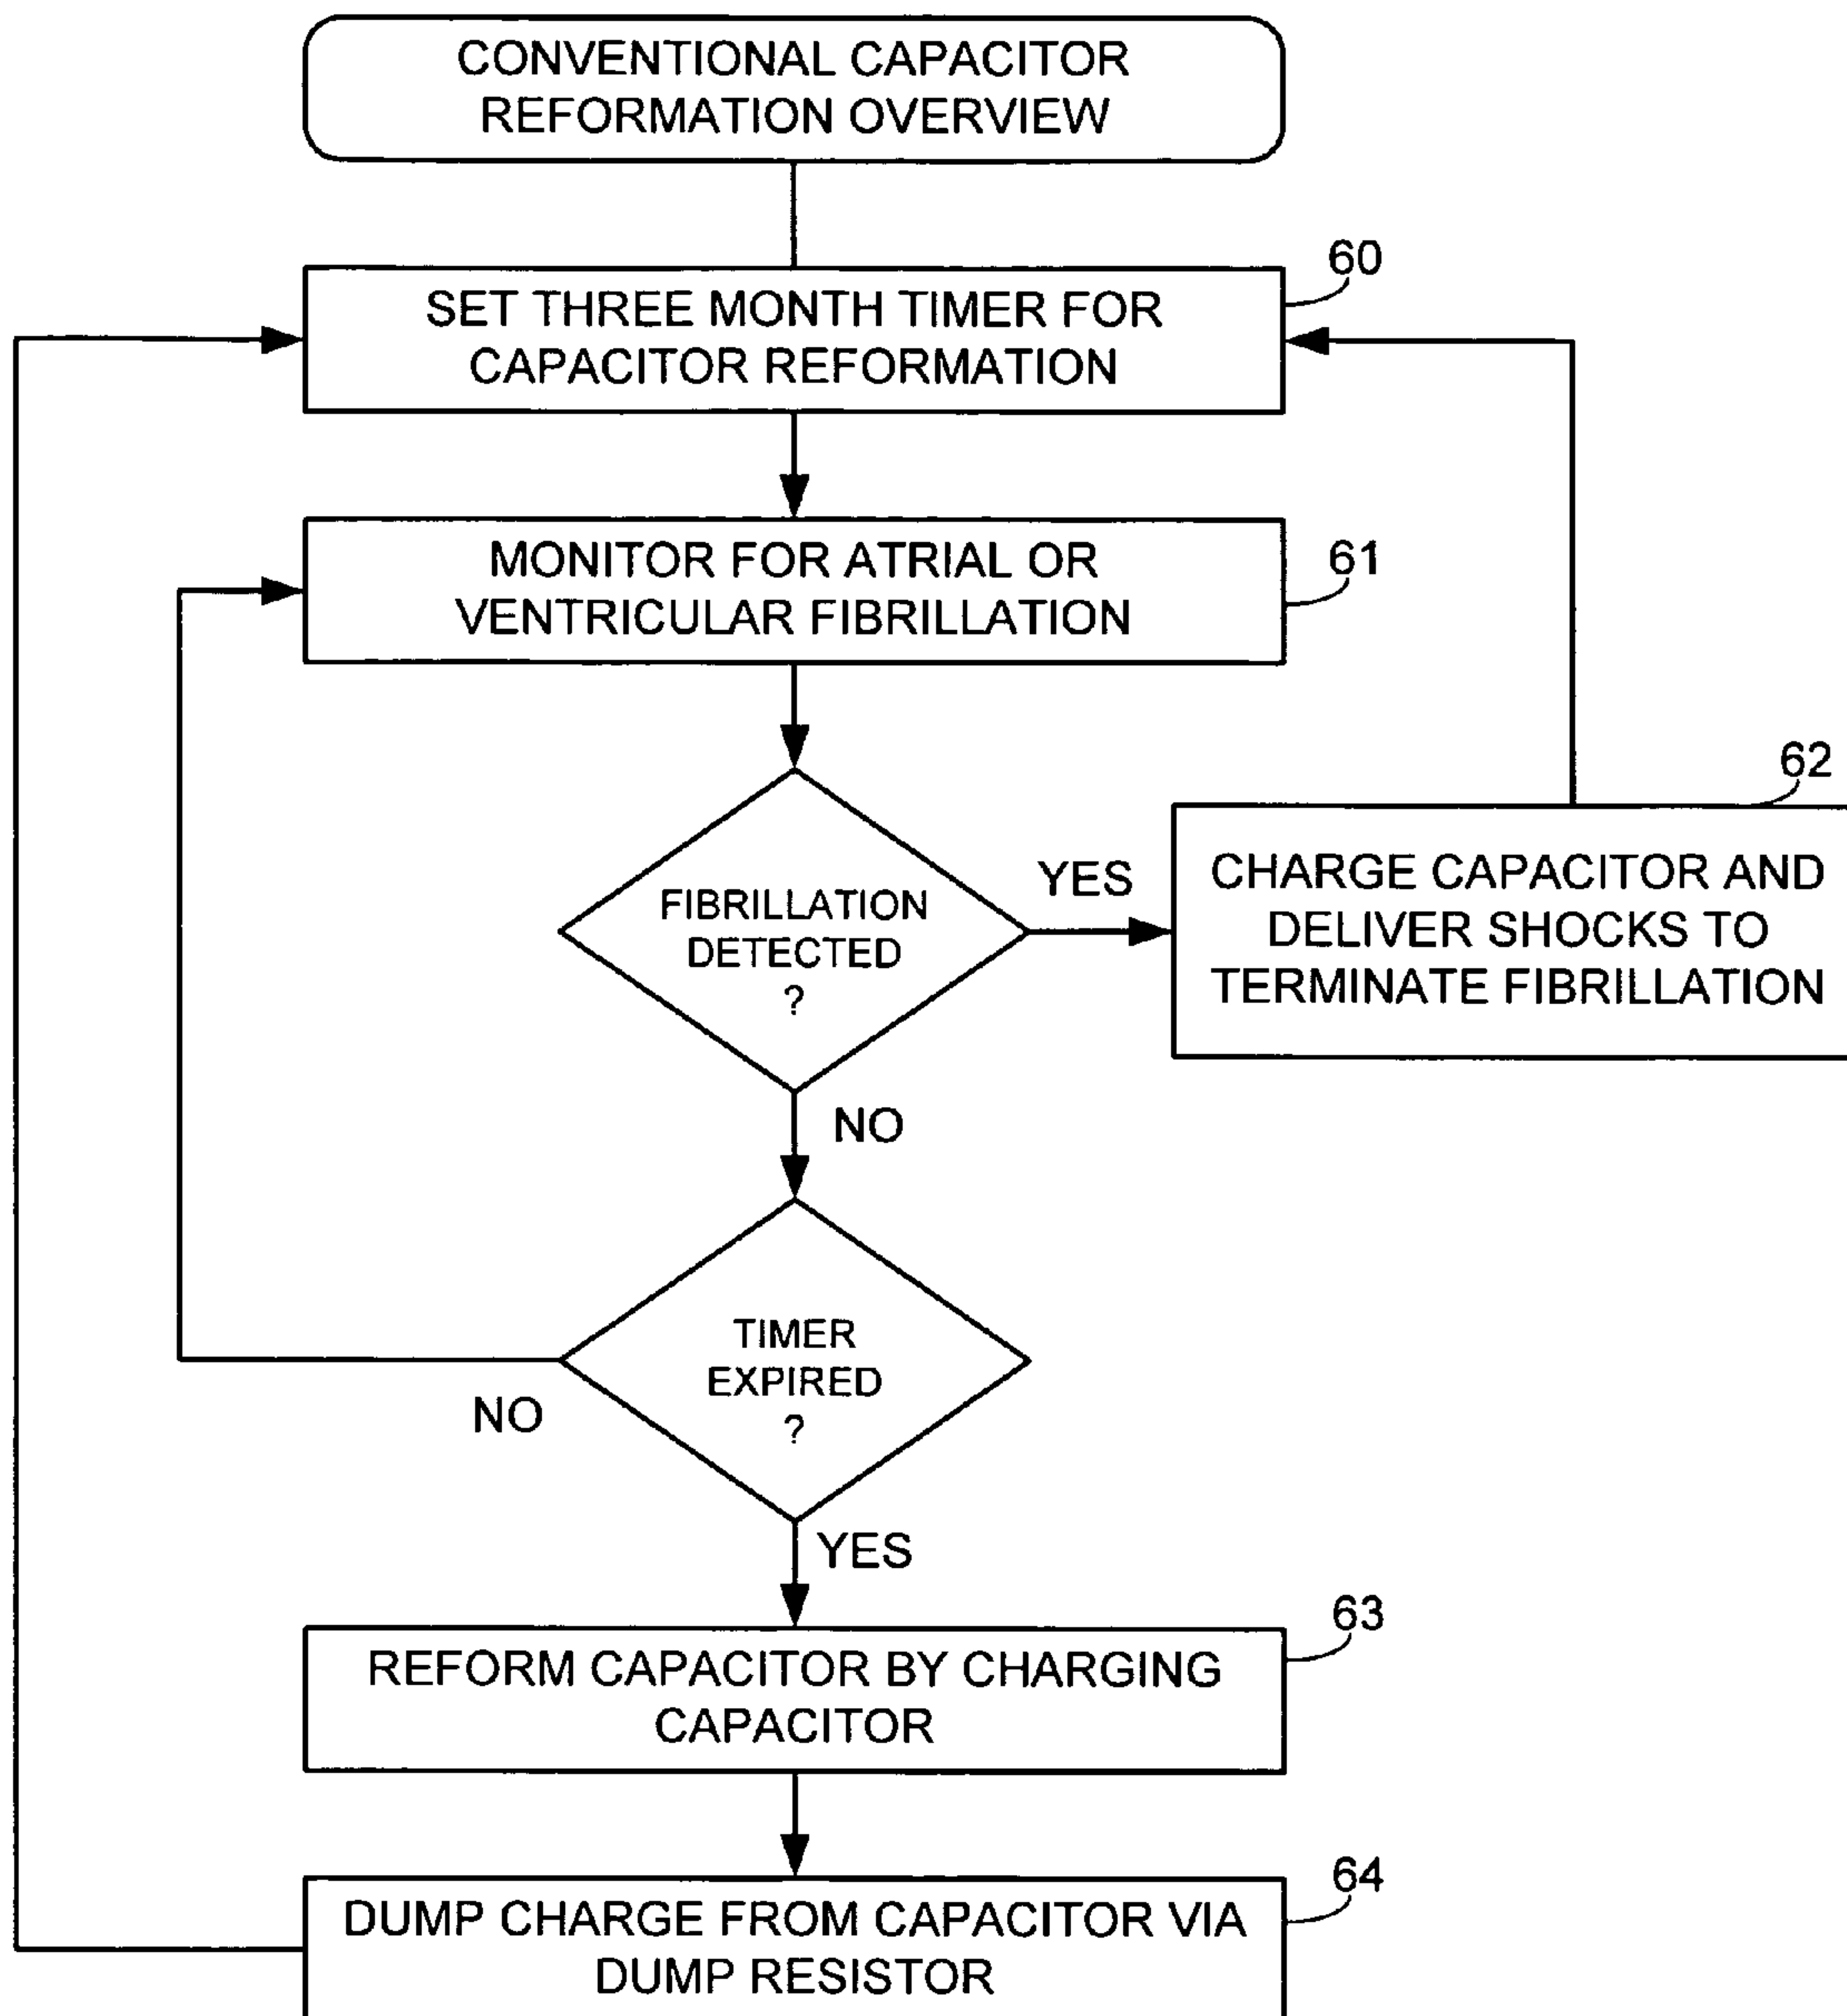 CONVENTIONAL CAPACITOR
REFORMATION OVERVIEW
60
SET THREE MONTH TIMER FOR
CAPACITOR REFORMATION
61
MONITOR FOR ATRIAL OR
VENTRICULAR FIBRILLATION
62
FIBRILLATION
DETECTED
?
YES
CHARGE CAPACITOR AND
DELIVER SHOCKS TO
TERMINATE FIBRILLATION
NO
TIMER
EXPIRED
?
NO
YES
63
REFORM CAPACITOR BY CHARGING
CAPACITOR
64
DUMP CHARGE FROM CAPACITOR VIA
DUMP RESISTOR